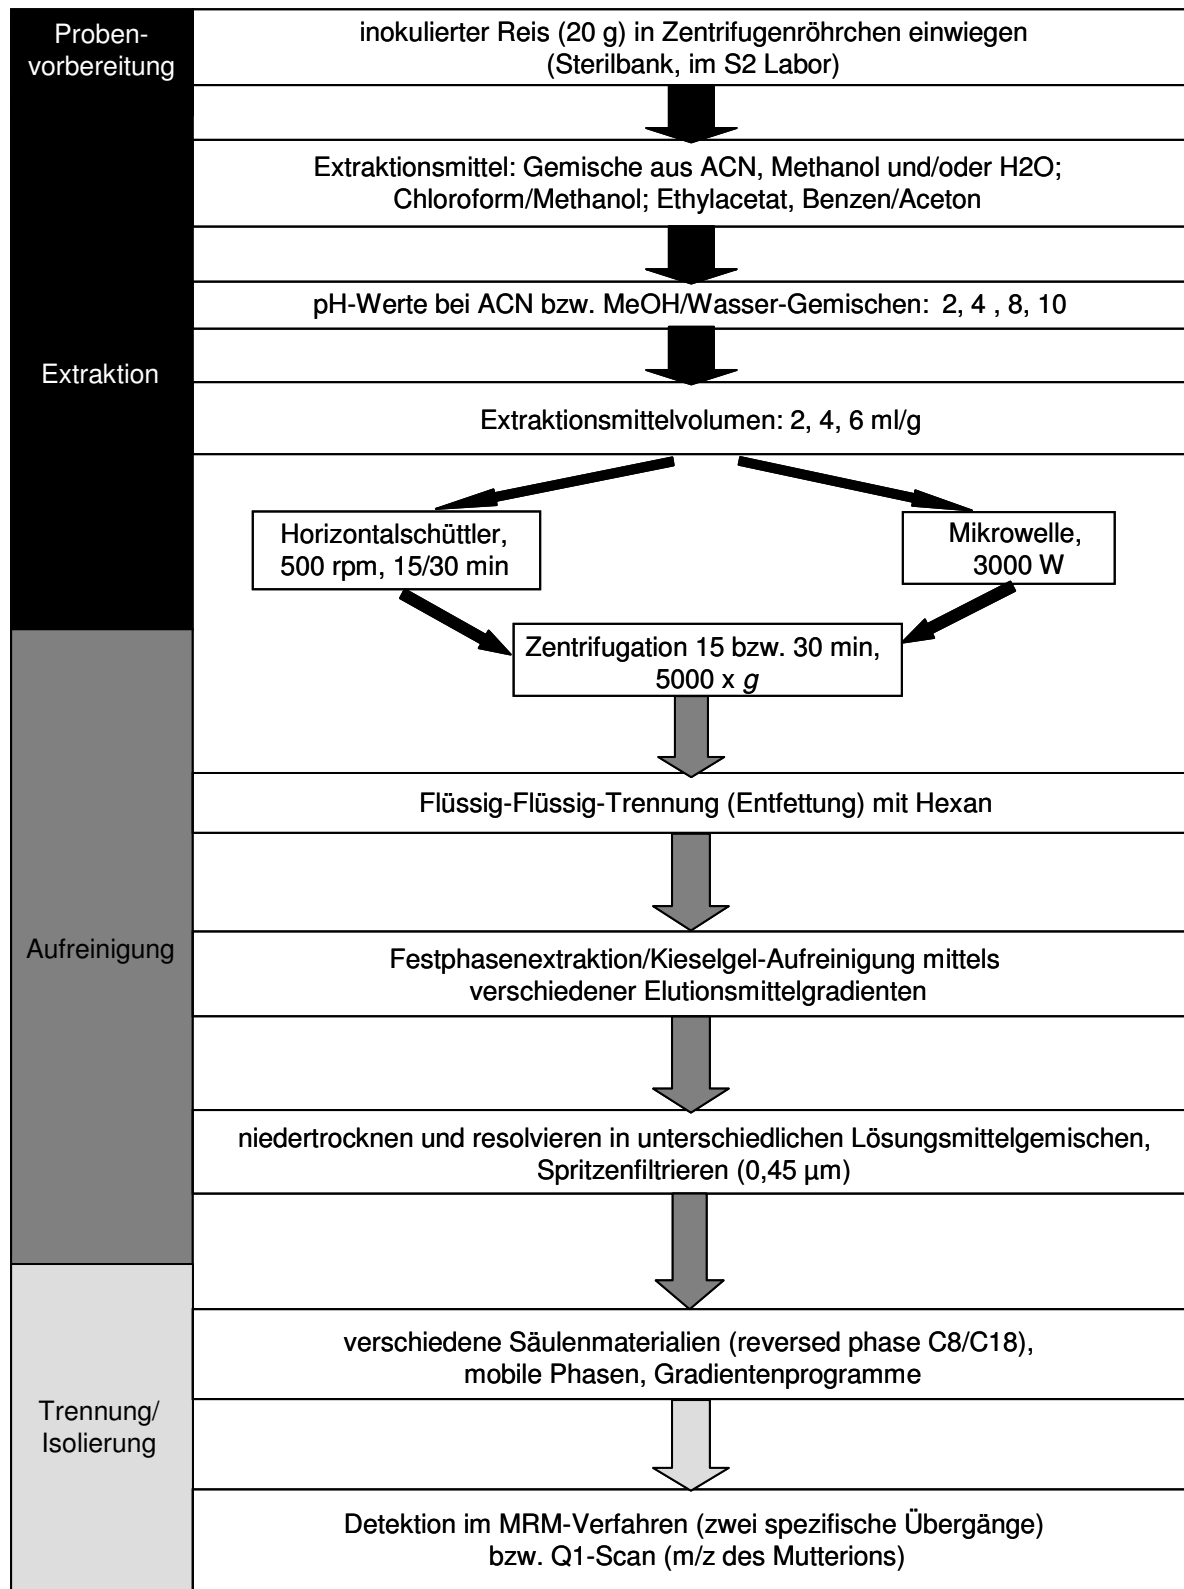 Proben-
vorbereitung
inokulierter Reis (20 g) in Zentrifugenröhrchen einwiegen
(Sterilbank, im S2 Labor)
Extraktion
Extraktionsmittel: Gemische aus ACN, Methanol und/oder H2O;
Chloroform/Methanol; Ethylacetat, Benzen/Aceton
pH-Werte bei ACN bzw. MeOH/Wasser-Gemischen: 2, 4 , 8, 10
Extraktionsmittelvolumen: 2, 4, 6 ml/g
Horizontalschüttler,
500 rpm, 15/30 min
Mikrowelle,
3000 W
Zentrifugation 15 bzw. 30 min,
5000 x g
Aufreinigung
Flüssig-Flüssig-Trennung (Entfettung) mit Hexan
Festphasenextraktion/Kieselgel-Aufreinigung mittels
verschiedener Elutionsmittelgradienten
niedertrocknen und resolvieren in unterschiedlichen Lösungsmittelgemischen,
Spritzenfiltrieren (0,45 µm)
Trennung/
Isolierung
verschiedene Säulenmaterialien (reversed phase C8/C18),
mobile Phasen, Gradientenprogramme
Detektion im MRM-Verfahren (zwei spezifische Übergänge)
bzw. Q1-Scan (m/z des Mutterions)